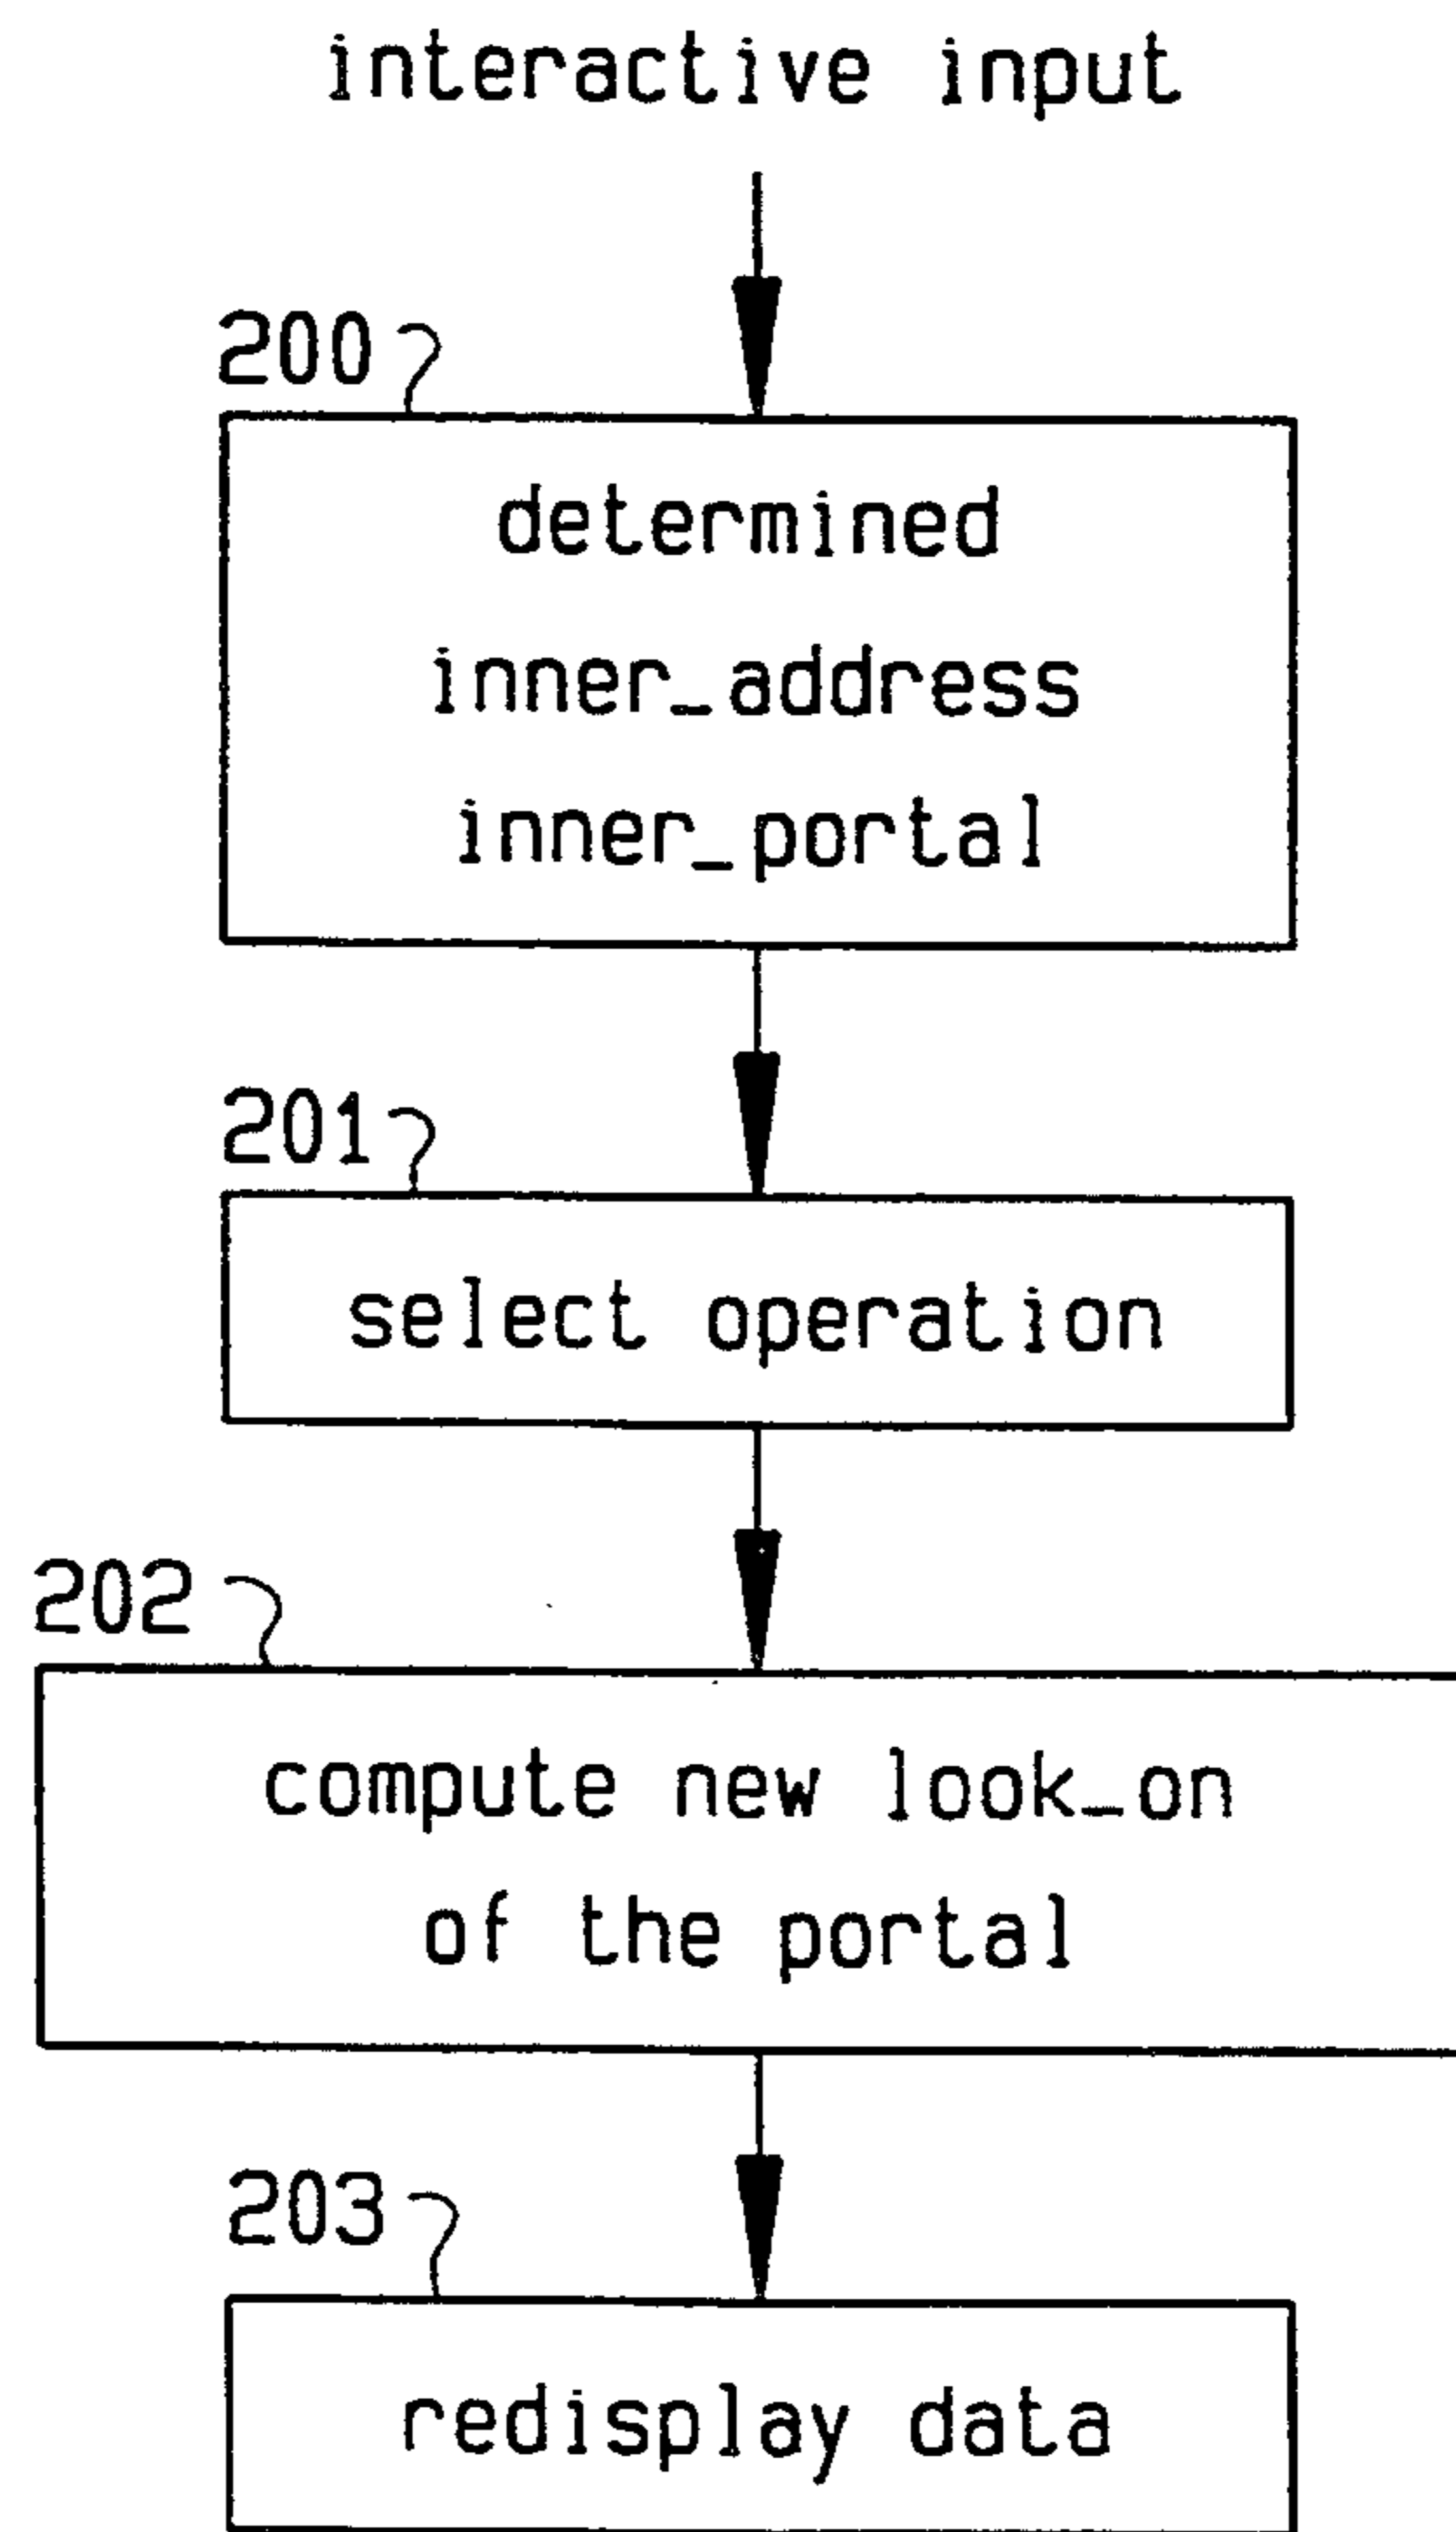 interactive input
200
determined
inner_address
inner_portal
201
select operation
202
compute new look_on
of the portal
203
redisplay data